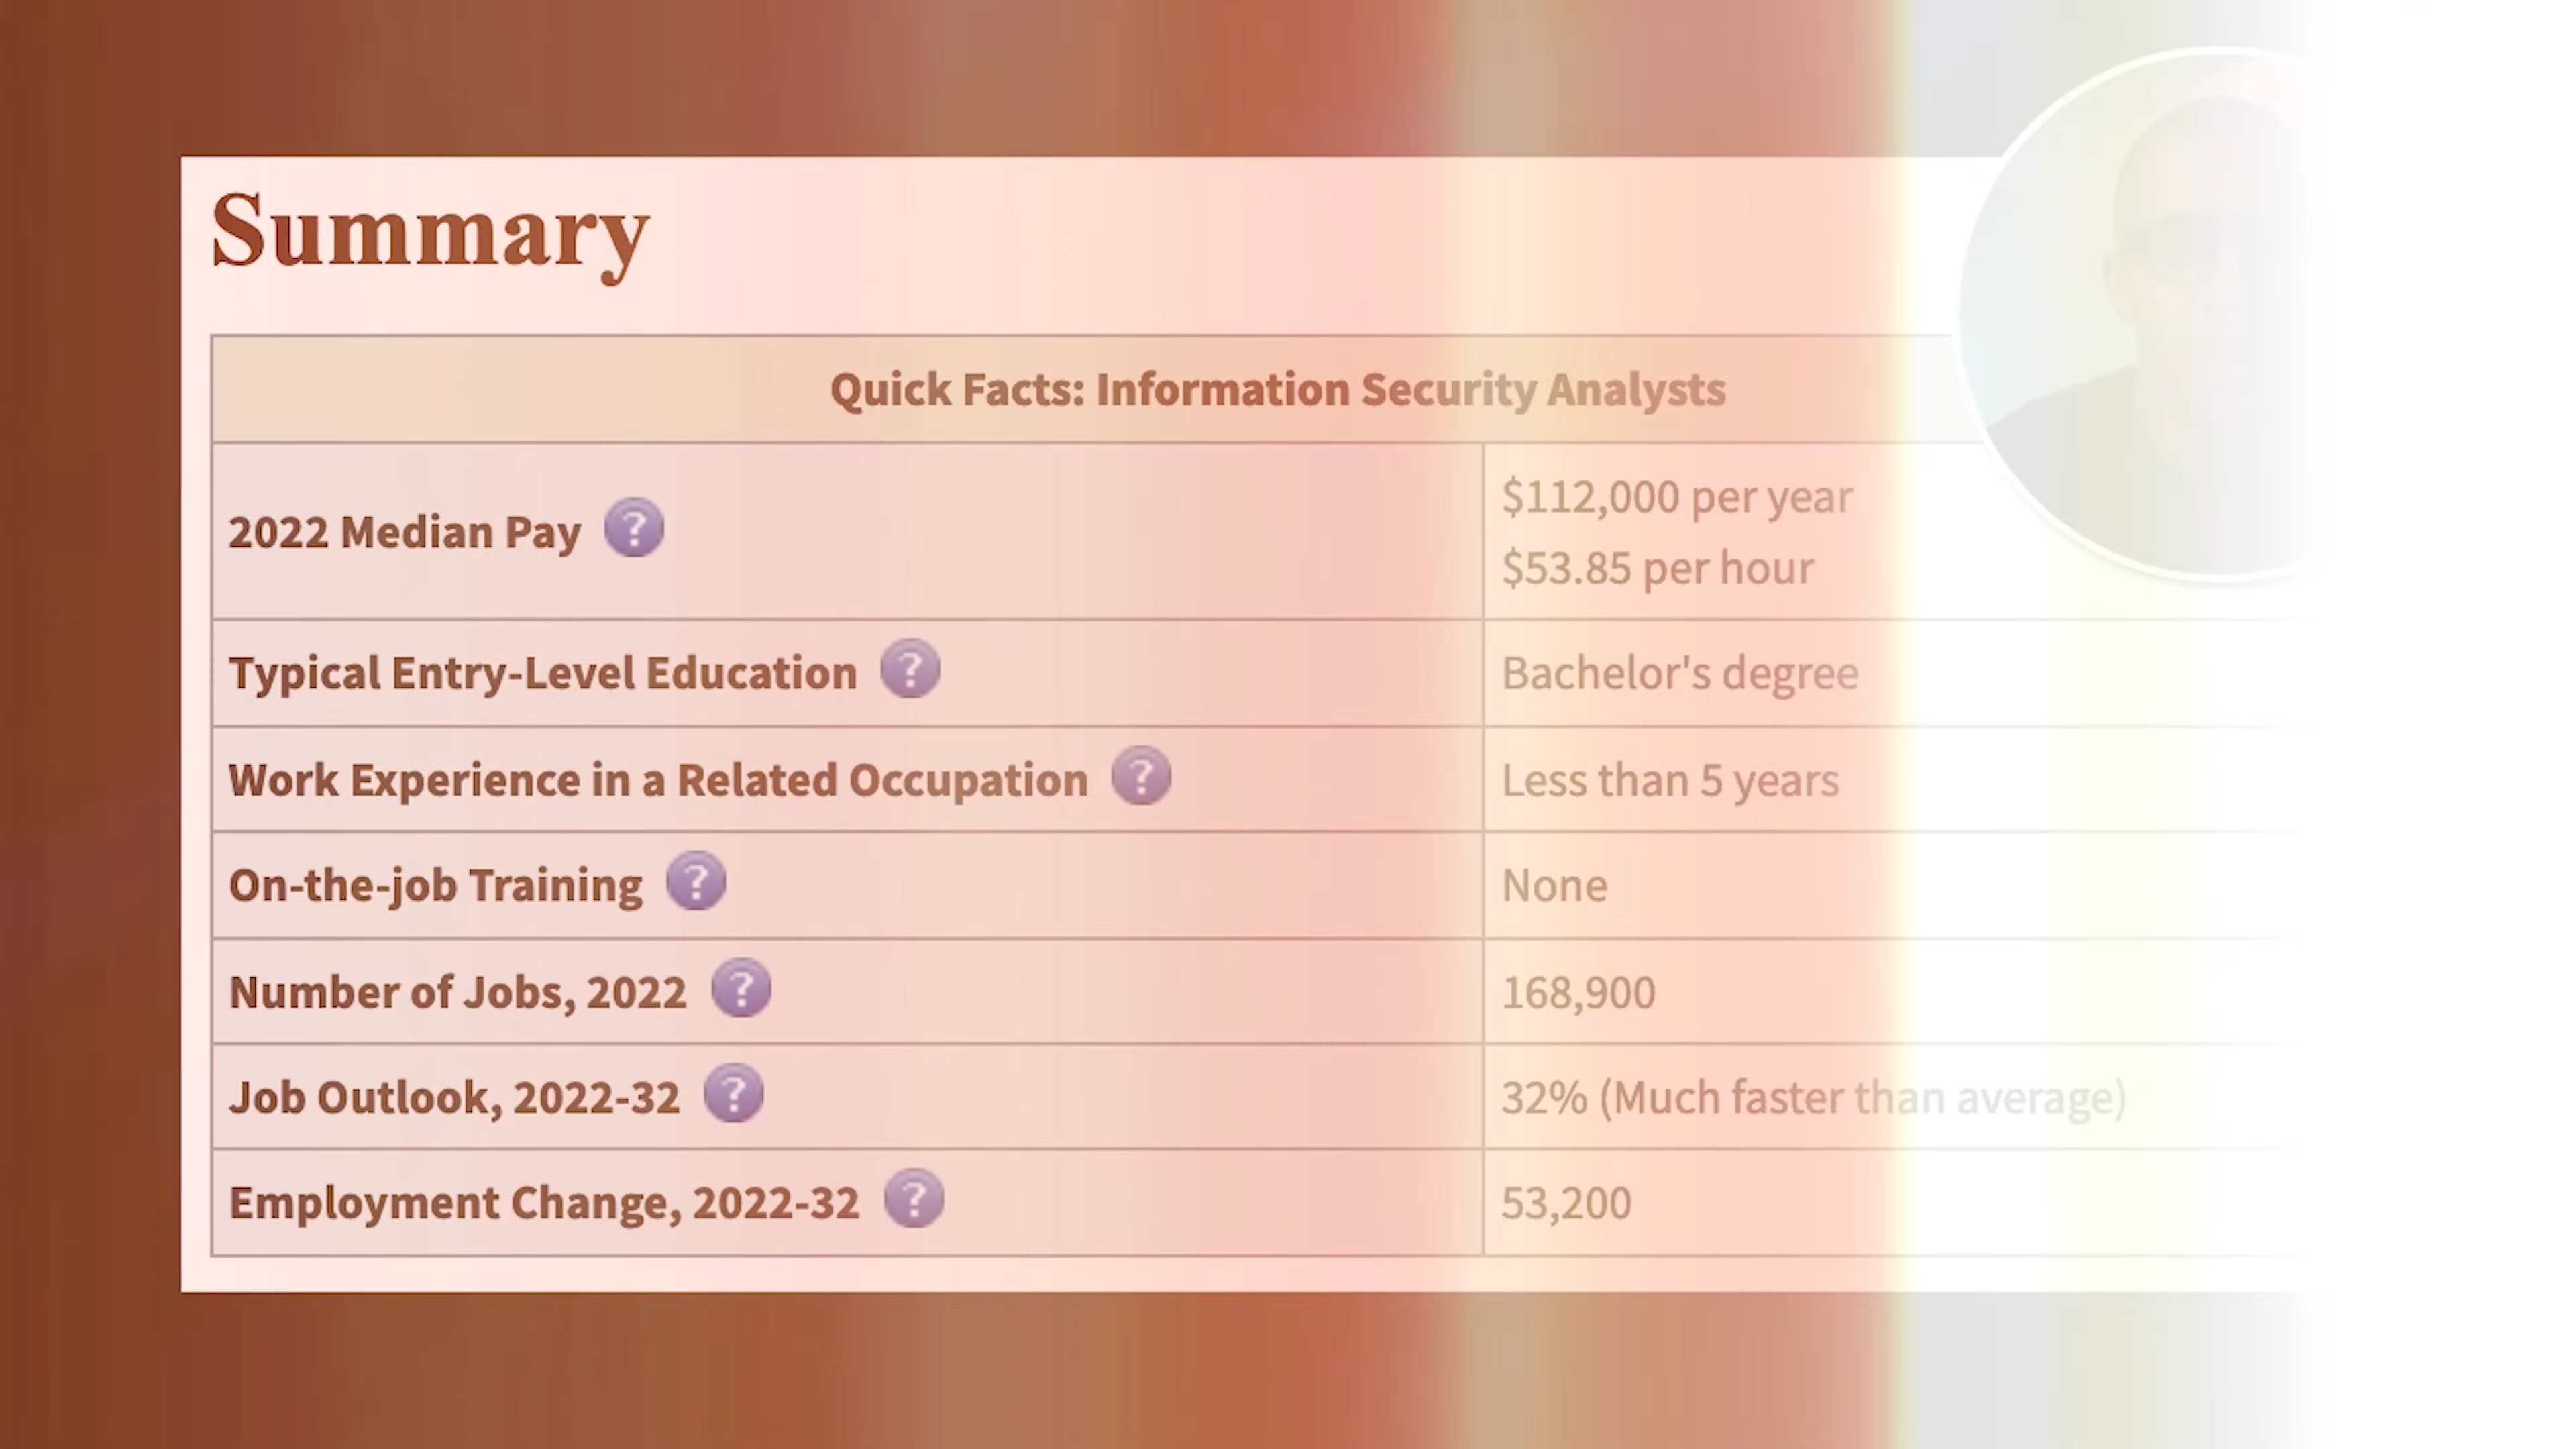 Summary
Quick Facts: Information Security Analysts
2022 Median Pay ?
$112,000 per year
$53.85 per hour
Typical Entry-Level Education ?
Bachelor's degree
Work Experience in a Related Occupation ?
Less than 5 years
On-the-job Training ?
None
Number of Jobs, 2022 ?
168,900
Job Outlook, 2022-32 ?
32% (Much faster than average)
Employment Change, 2022-32 ?
53,200